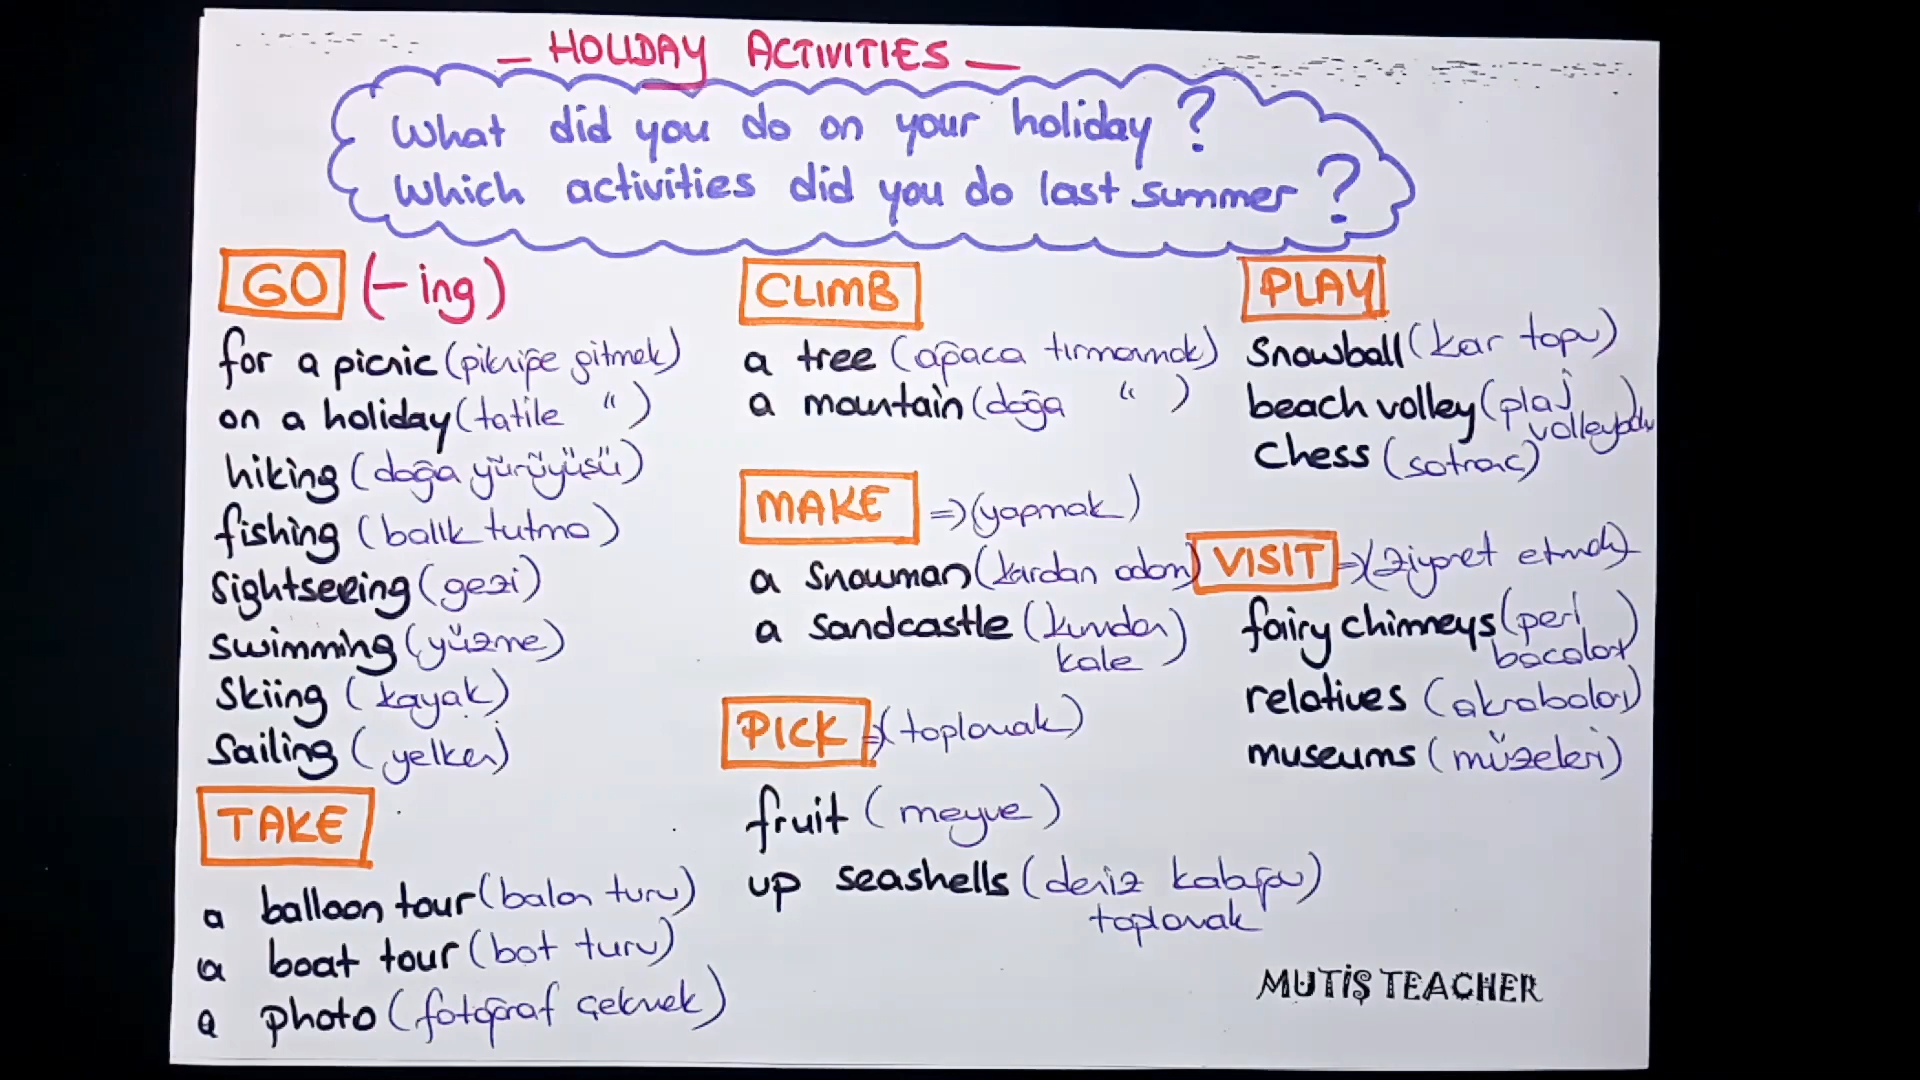 — HOLIDAY ACTIVITIES —
What did you do on your holiday?
Which activities did you do last summer?
GO (-ing)
for a picnic (pikniğe gitmek)
on a holiday (tatile " )
hiking (doğa yürüyüşü)
fishing (balık tutma)
sightseeing (gezi)
swimming (yüzme)
skiing (kayak)
sailing (yelken)
TAKE
a balloon tour (balon turu)
a boat tour (bot turu)
a photo (fotoğraf çekmek)
CLIMB
a tree (ağaca tırmanmak)
a mountain (dağa " )
MAKE => (yapmak)
a snowman (kardan adam)
a sandcastle (kumdan
kale)
PICK => (toplamak)
fruit (meyve)
up seashells (deniz kabuğu)
toplamak
PLAY
snowball (kar topu)
beach volley (plaj
volleybolu)
chess (satranç)
VISIT => (ziyaret etmek)
fairy chimneys (peri
bacaları)
relatives (akrabaları)
museums (müzeleri)
MUTİŞ TEACHER